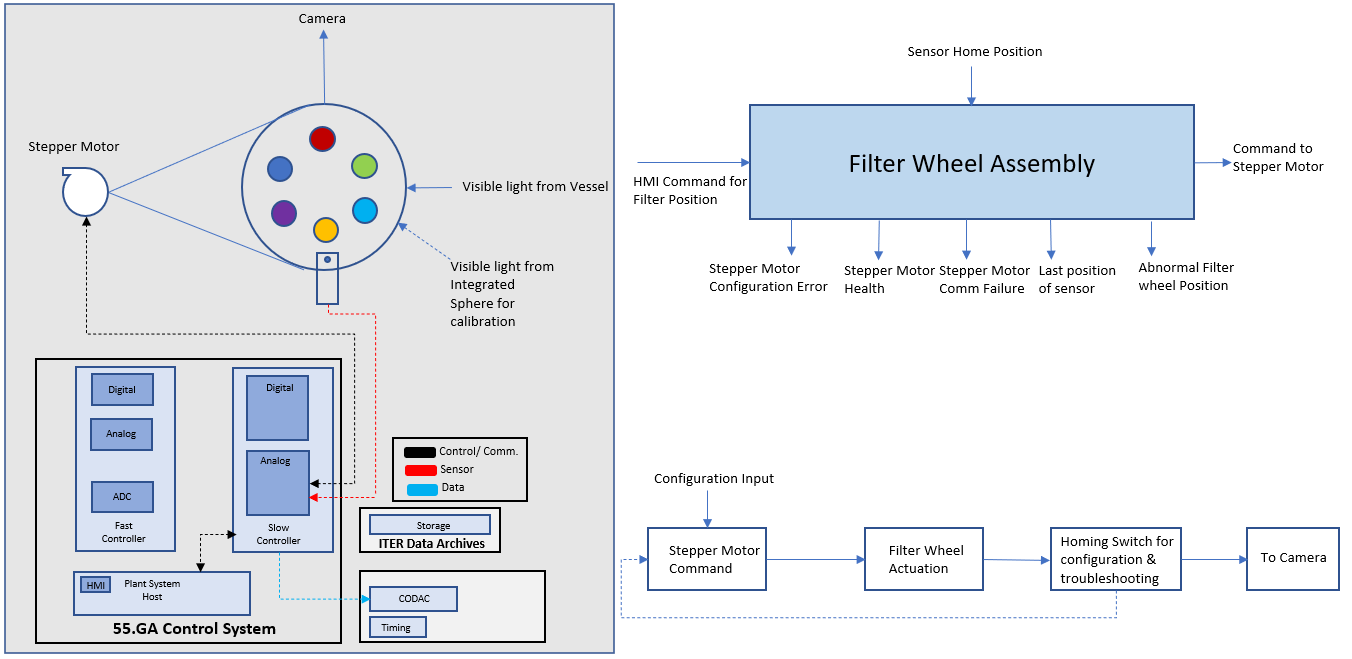 Camera
Stepper Motor
Visible light from Vessel
Visible light from
Integrated
Sphere for
calibration
Digital
Analog
ADC
Fast
Controller
Digital
Analog
Slow
Controller
HMI
Plant System
Host
55.GA Control System
Control/ Comm.
Sensor
Data
Storage
ITER Data Archives
CODAC
Timing
Sensor Home Position
HMI Command for
Filter Position
Filter Wheel Assembly
Command to
Stepper Motor
Stepper Motor
Configuration Error
Stepper Motor
Health
Stepper Motor
Comm Failure
Last position
of sensor
Abnormal Filter
wheel Position
Configuration Input
Stepper Motor
Command
Filter Wheel
Actuation
Homing Switch for
configuration &
troubleshooting
To Camera